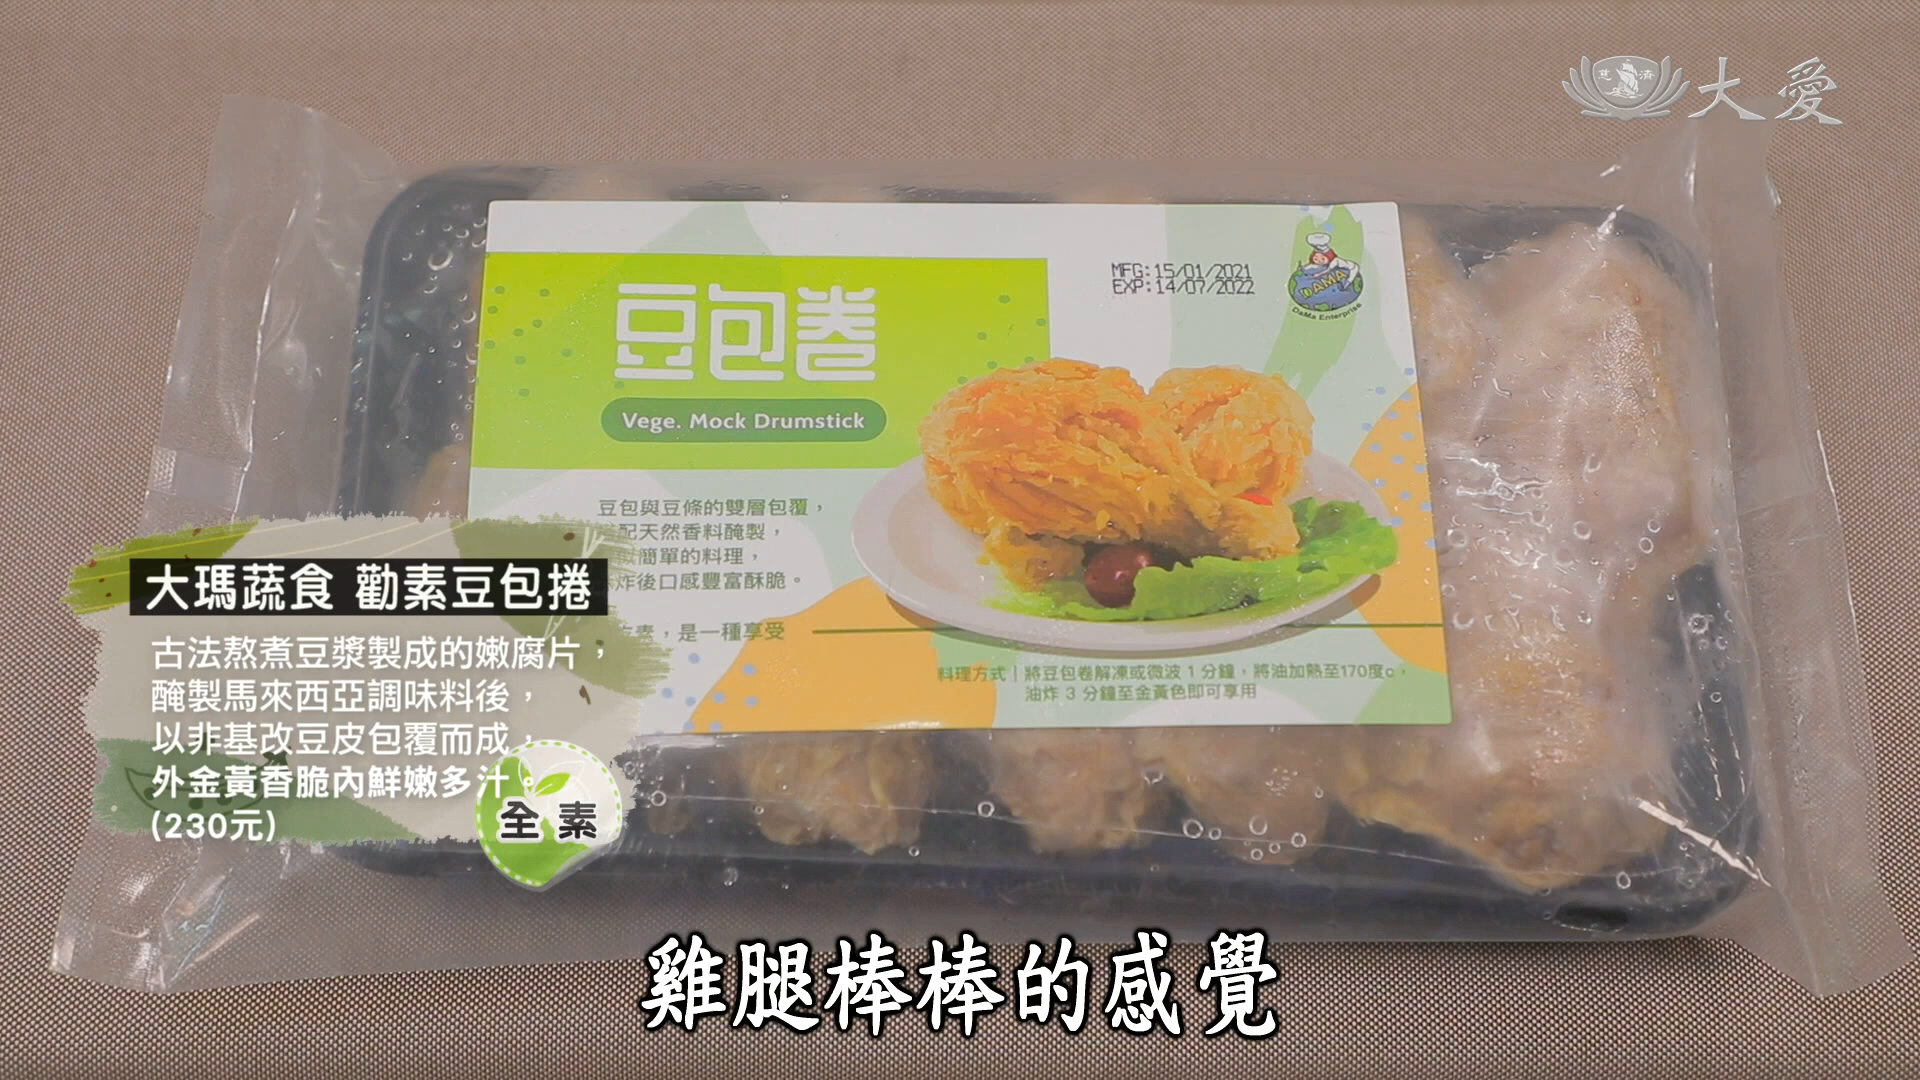 慈濟
大愛
豆包卷
Vege. Mock Drumstick
MFG:15/01/2021
EXP:14/07/2022
DAMA
DaMa Enterprise
豆包與豆條的雙層包覆，
配天然香料醃製，
簡單的料理，
炸後口感豐富酥脆。
，是一種享受
料理方式｜將豆包卷解凍或微波 1 分鐘，將油加熱至170度c，
油炸 3 分鐘至金黃色即可享用
大瑪蔬食 勸素豆包捲
古法熬煮豆漿製成的嫩腐片，
醃製馬來西亞調味料後，
以非基改豆皮包覆而成，
外金黃香脆內鮮嫩多汁。
(230元)
全素
雞腿棒棒的感覺